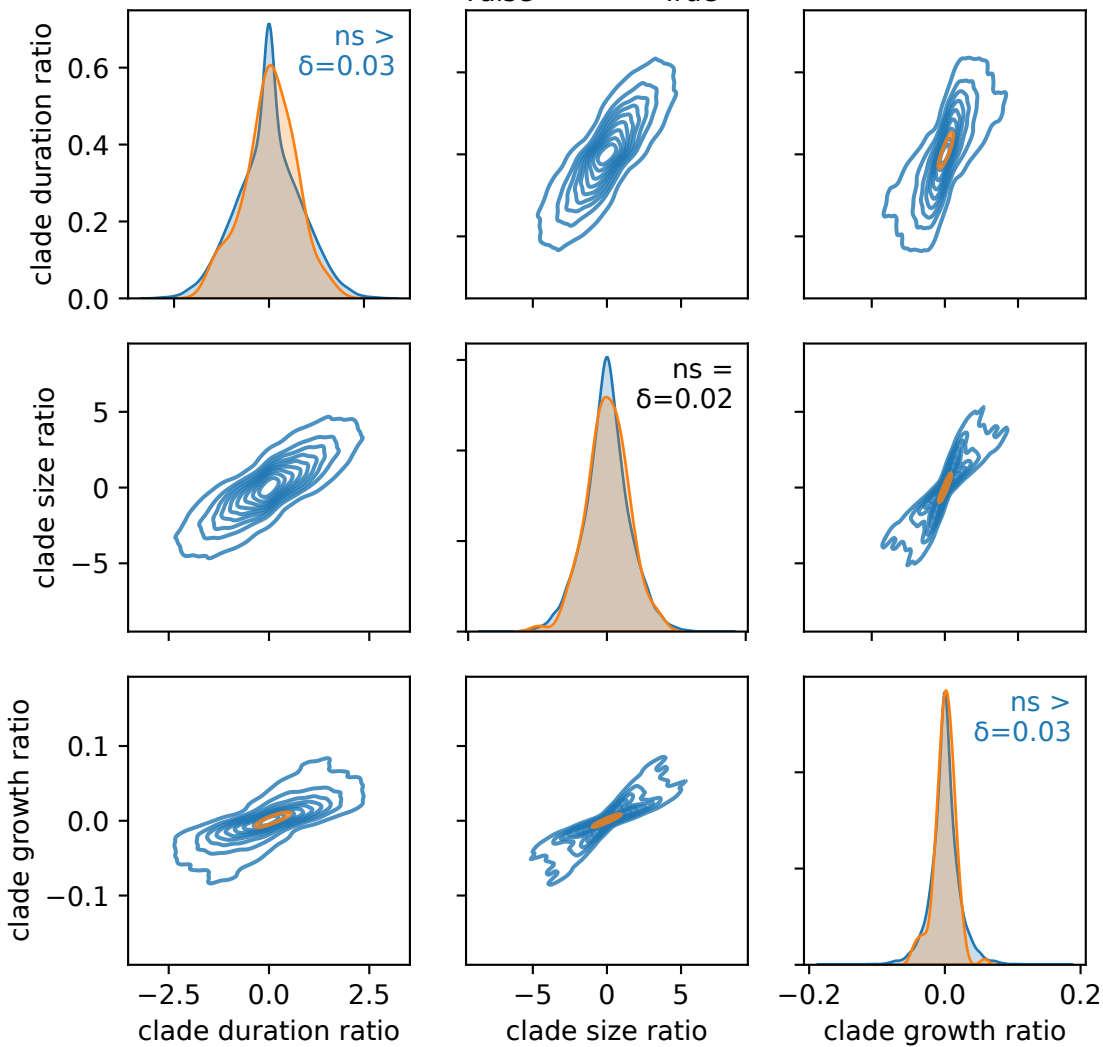 True
clade duration ratio
0.6
0.4
0.2
0.0
ns >
δ=0.03
clade size ratio
5
0
−5
ns =
δ=0.02
clade growth ratio
0.1
0.0
−0.1
ns >
δ=0.03
−2.5 0.0 2.5
−5 0 5
−0.2 0.0 0.2
clade duration ratio
clade size ratio
clade growth ratio